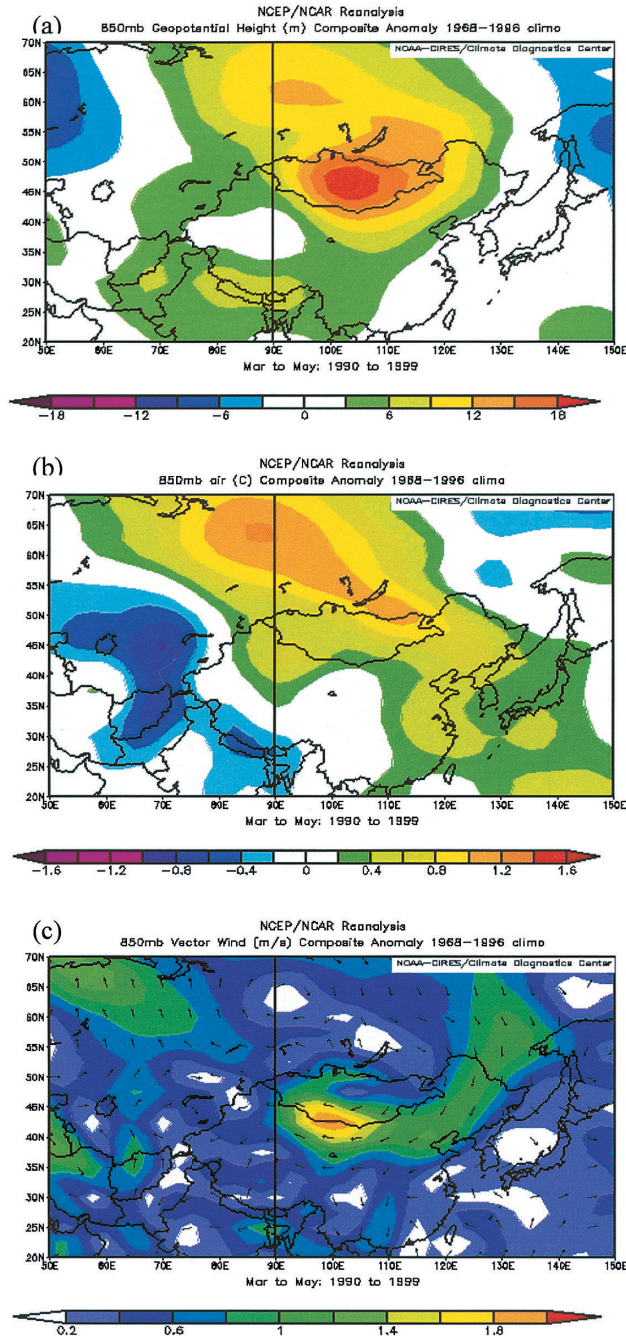 (a)
NCEP/NCAR Reanalysis
850mb Geopotential Height (m) Composite Anomaly 1968-1996 climo
NOAA-CIRES/Climate Diagnostics Center
70N
65N
60N
55N
50N
45N
40N
35N
30N
25N
20N
50E 60E 70E 80E 90E 100E 110E 120E 130E 140E 150E
Mar to May: 1990 to 1999
-18 -12 -6 0 6 12 18
(b)
NCEP/NCAR Reanalysis
850mb air (C) Composite Anomaly 1968-1996 climo
NOAA-CIRES/Climate Diagnostics Center
70N
65N
60N
55N
50N
45N
40N
35N
30N
25N
20N
50E 60E 70E 80E 90E 100E 110E 120E 130E 140E 150E
Mar to May: 1990 to 1999
-1.6 -1.2 -0.8 -0.4 0 0.4 0.8 1.2 1.6
(c)
NCEP/NCAR Reanalysis
850mb Vector Wind (m/s) Composite Anomaly 1968-1996 climo
NOAA-CIRES/Climate Diagnostics Center
70N
65N
60N
55N
50N
45N
40N
35N
30N
25N
20N
50E 60E 70E 80E 90E 100E 110E 120E 130E 140E 150E
Mar to May: 1990 to 1999
0.2 0.6 1 1.4 1.8